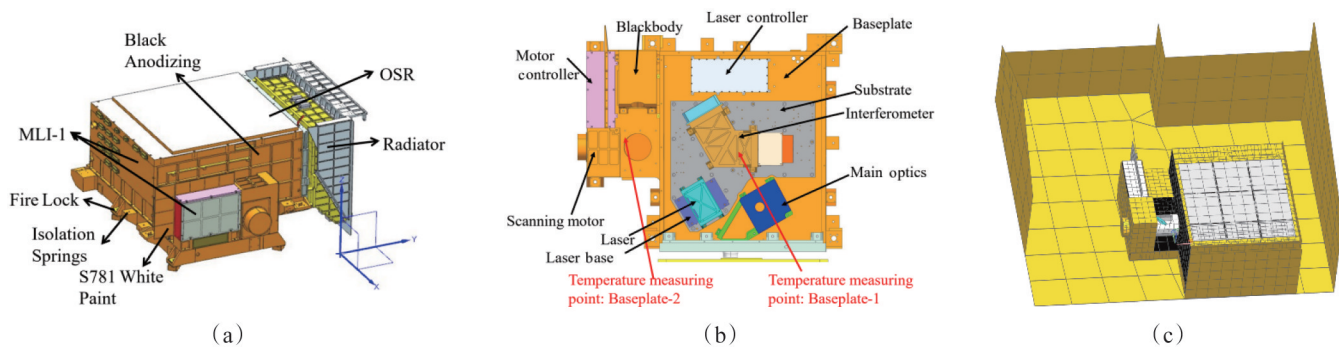 Black
Anodizing
OSR
MLI-1
Radiator
Fire Lock
Isolation
Springs
S781 White
Paint
Y
X
(a)
Laser controller
Blackbody
Baseplate
Motor
controller
Substrate
Interferometer
Main optics
Scanning motor
Laser
Laser base
Temperature measuring
point: Baseplate-2
Temperature measuring
point: Baseplate-1
(b)
(c)